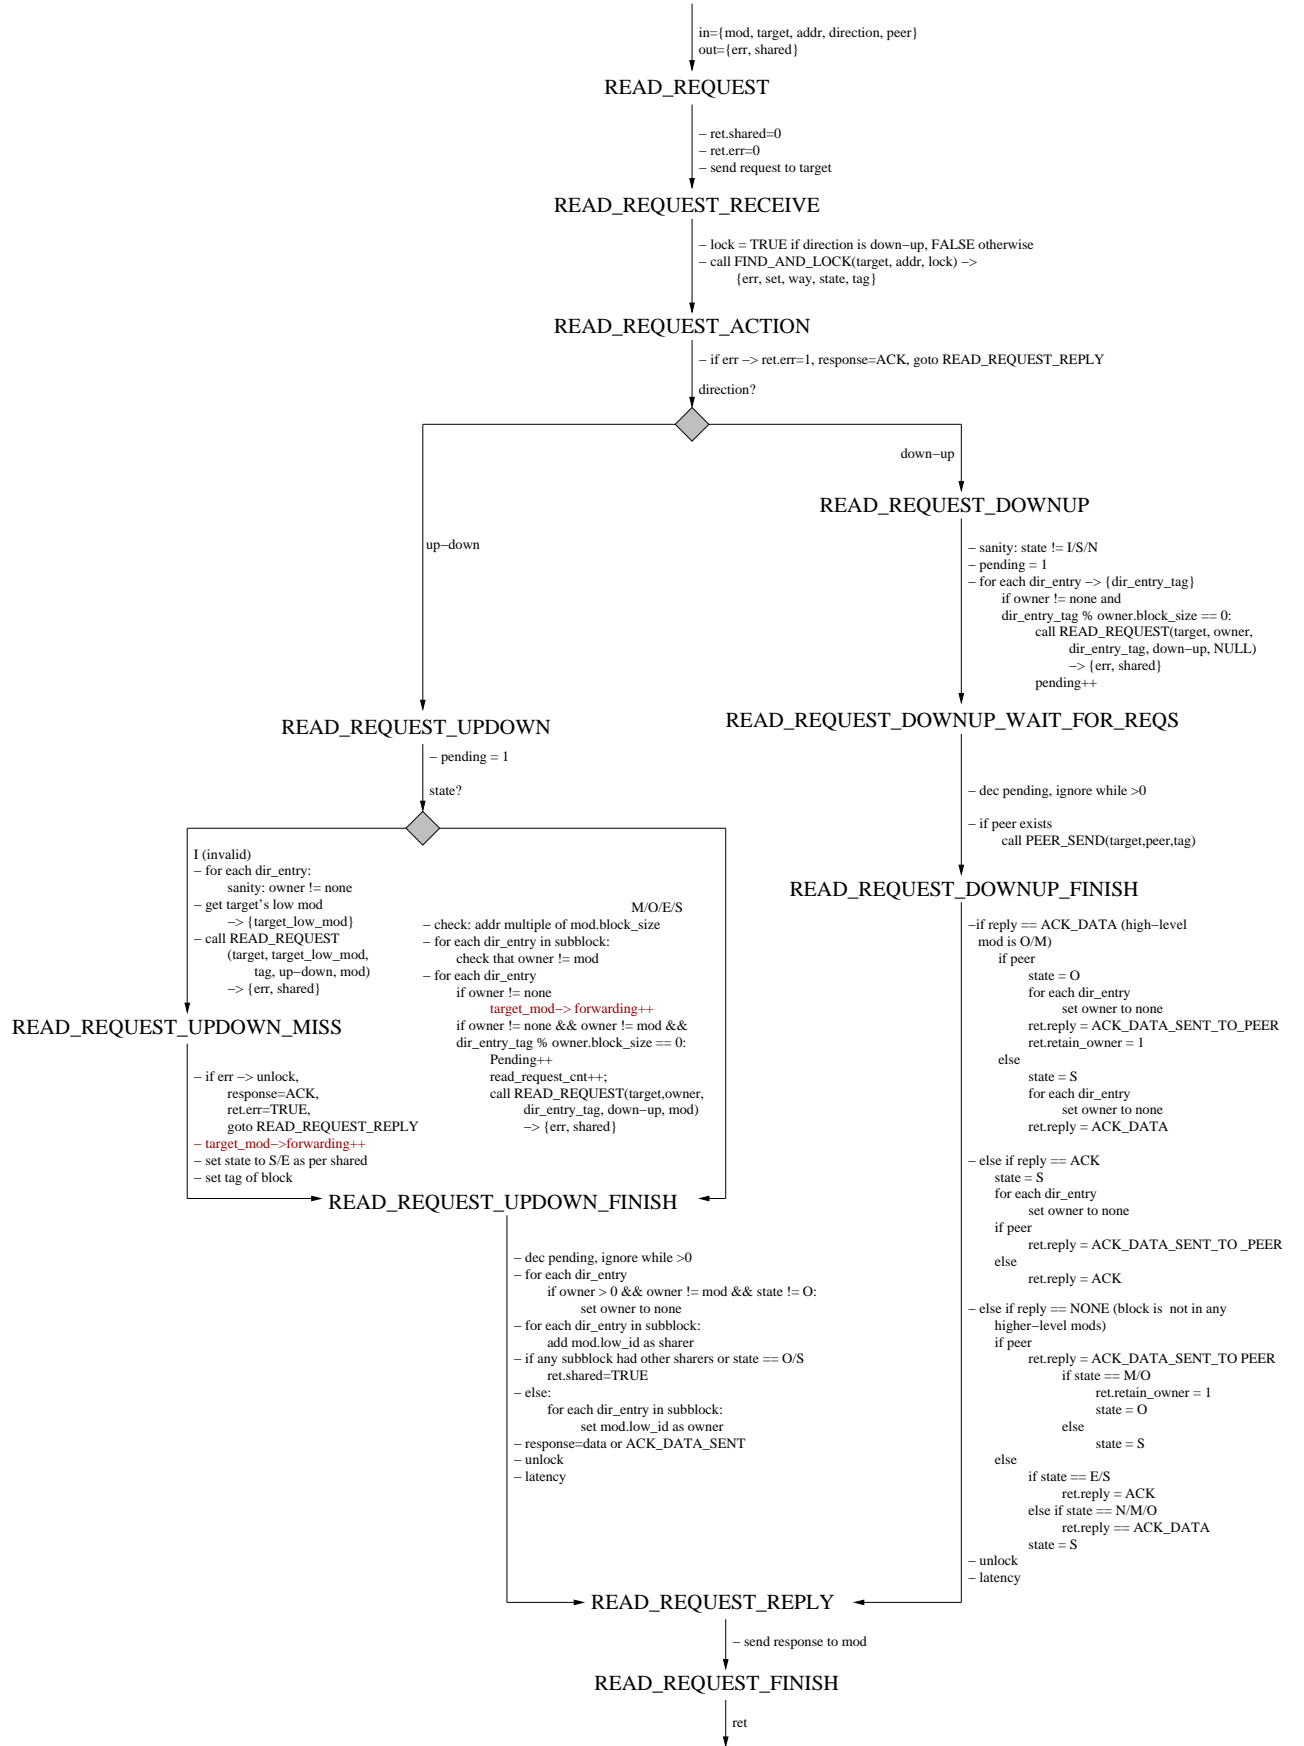 in={mod, target, addr, direction, peer}
out={err, shared}
READ_REQUEST
– ret.shared=0
– ret.err=0
– send request to target
READ_REQUEST_RECEIVE
– lock = TRUE if direction is down–up, FALSE otherwise
– call FIND_AND_LOCK(target, addr, lock) –>
{err, set, way, state, tag}
READ_REQUEST_ACTION
– if err –> ret.err=1, response=ACK, goto READ_REQUEST_REPLY
direction?
up–down
READ_REQUEST_UPDOWN
– pending = 1
state?
I (invalid)
– for each dir_entry:
sanity: owner != none
– get target's low mod
–> {target_low_mod}
– call READ_REQUEST
(target, target_low_mod,
tag, up–down, mod)
–> {err, shared}
READ_REQUEST_UPDOWN_MISS
– if err –> unlock,
response=ACK,
ret.err=TRUE,
goto READ_REQUEST_REPLY
– target_mod–>forwarding++
– set state to S/E as per shared
– set tag of block
M/O/E/S
– check: addr multiple of mod.block_size
– for each dir_entry in subblock:
check that owner != mod
– for each dir_entry
if owner != none
target_mod–> forwarding++
if owner != none && owner != mod &&
dir_entry_tag % owner.block_size == 0:
Pending++
read_request_cnt++;
call READ_REQUEST(target,owner,
dir_entry_tag, down–up, mod)
–> {err, shared}
READ_REQUEST_UPDOWN_FINISH
– dec pending, ignore while >0
– for each dir_entry
if owner > 0 && owner != mod && state != O:
set owner to none
– for each dir_entry in subblock:
add mod.low_id as sharer
– if any subblock had other sharers or state == O/S
ret.shared=TRUE
– else:
for each dir_entry in subblock:
set mod.low_id as owner
– response=data or ACK_DATA_SENT
– unlock
– latency
down–up
READ_REQUEST_DOWNUP
– sanity: state != I/S/N
– pending = 1
– for each dir_entry –> {dir_entry_tag}
if owner != none and
dir_entry_tag % owner.block_size == 0:
call READ_REQUEST(target, owner,
dir_entry_tag, down–up, NULL)
–> {err, shared}
pending++
READ_REQUEST_DOWNUP_WAIT_FOR_REQS
– dec pending, ignore while >0
– if peer exists
call PEER_SEND(target,peer,tag)
READ_REQUEST_DOWNUP_FINISH
–if reply == ACK_DATA (high–level
mod is O/M)
if peer
state = O
for each dir_entry
set owner to none
ret.reply = ACK_DATA_SENT_TO_PEER
ret.retain_owner = 1
else
state = S
for each dir_entry
set owner to none
ret.reply = ACK_DATA
– else if reply == ACK
state = S
for each dir_entry
set owner to none
if peer
ret.reply = ACK_DATA_SENT_TO _PEER
else
ret.reply = ACK
– else if reply == NONE (block is not in any
higher–level mods)
if peer
ret.reply = ACK_DATA_SENT_TO PEER
if state == M/O
ret.retain_owner = 1
state = O
else
state = S
else
if state == E/S
ret.reply = ACK
else if state == N/M/O
ret.reply == ACK_DATA
state = S
– unlock
– latency
READ_REQUEST_REPLY
– send response to mod
READ_REQUEST_FINISH
ret